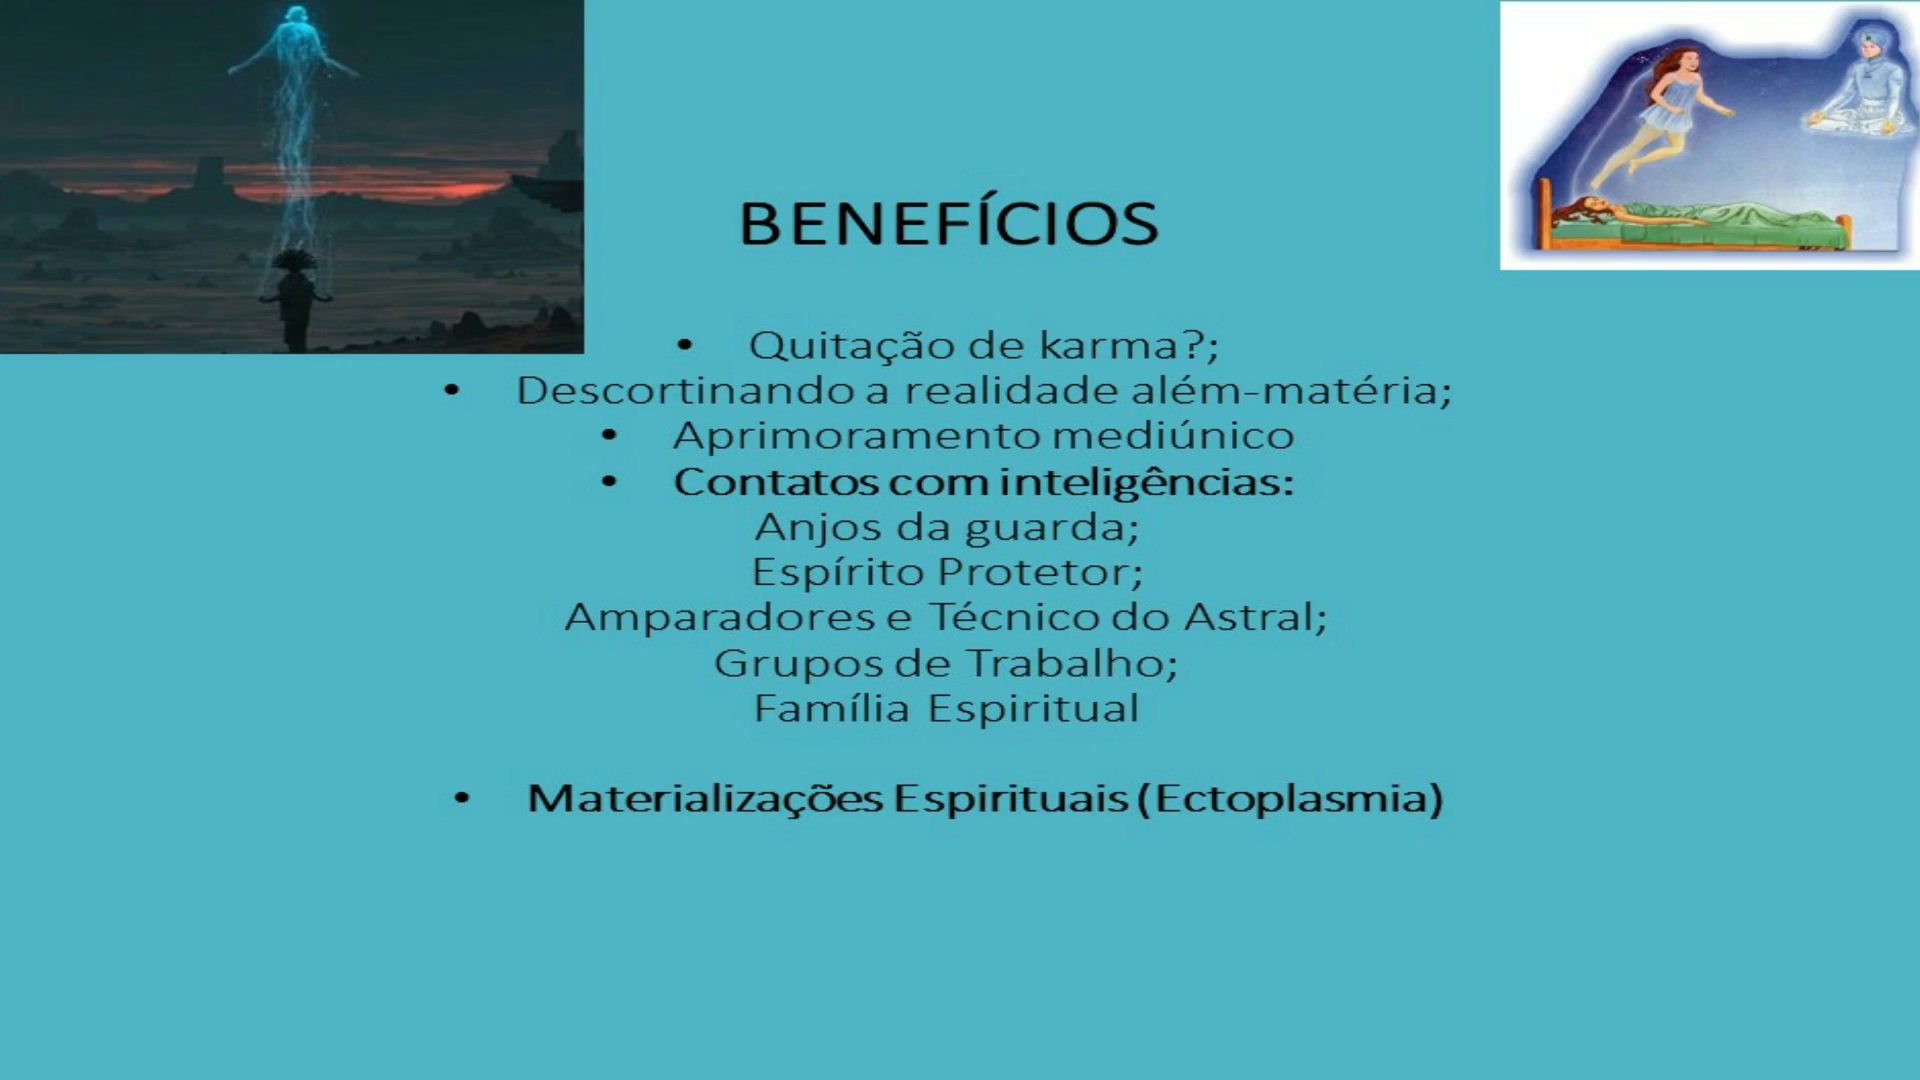 BENEFÍCIOS
• Quitação de karma?;
• Descortinando a realidade além-matéria;
• Aprimoramento mediúnico
• Contatos com inteligências:
Anjos da guarda;
Espírito Protetor;
Amparadores e Técnico do Astral;
Grupos de Trabalho;
Família Espiritual
• Materializações Espirituais (Ectoplasmia)